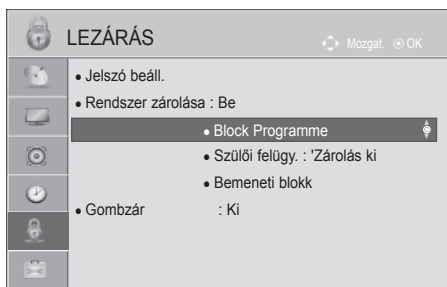 LEZÁRÁS
Mozgat. OK
• Jelszó beáll.
• Rendszer zárolása : Be
• Block Programme
• Szülői felügy. : 'Zárolás ki
• Bemeneti blokk
• Gombzár : Ki